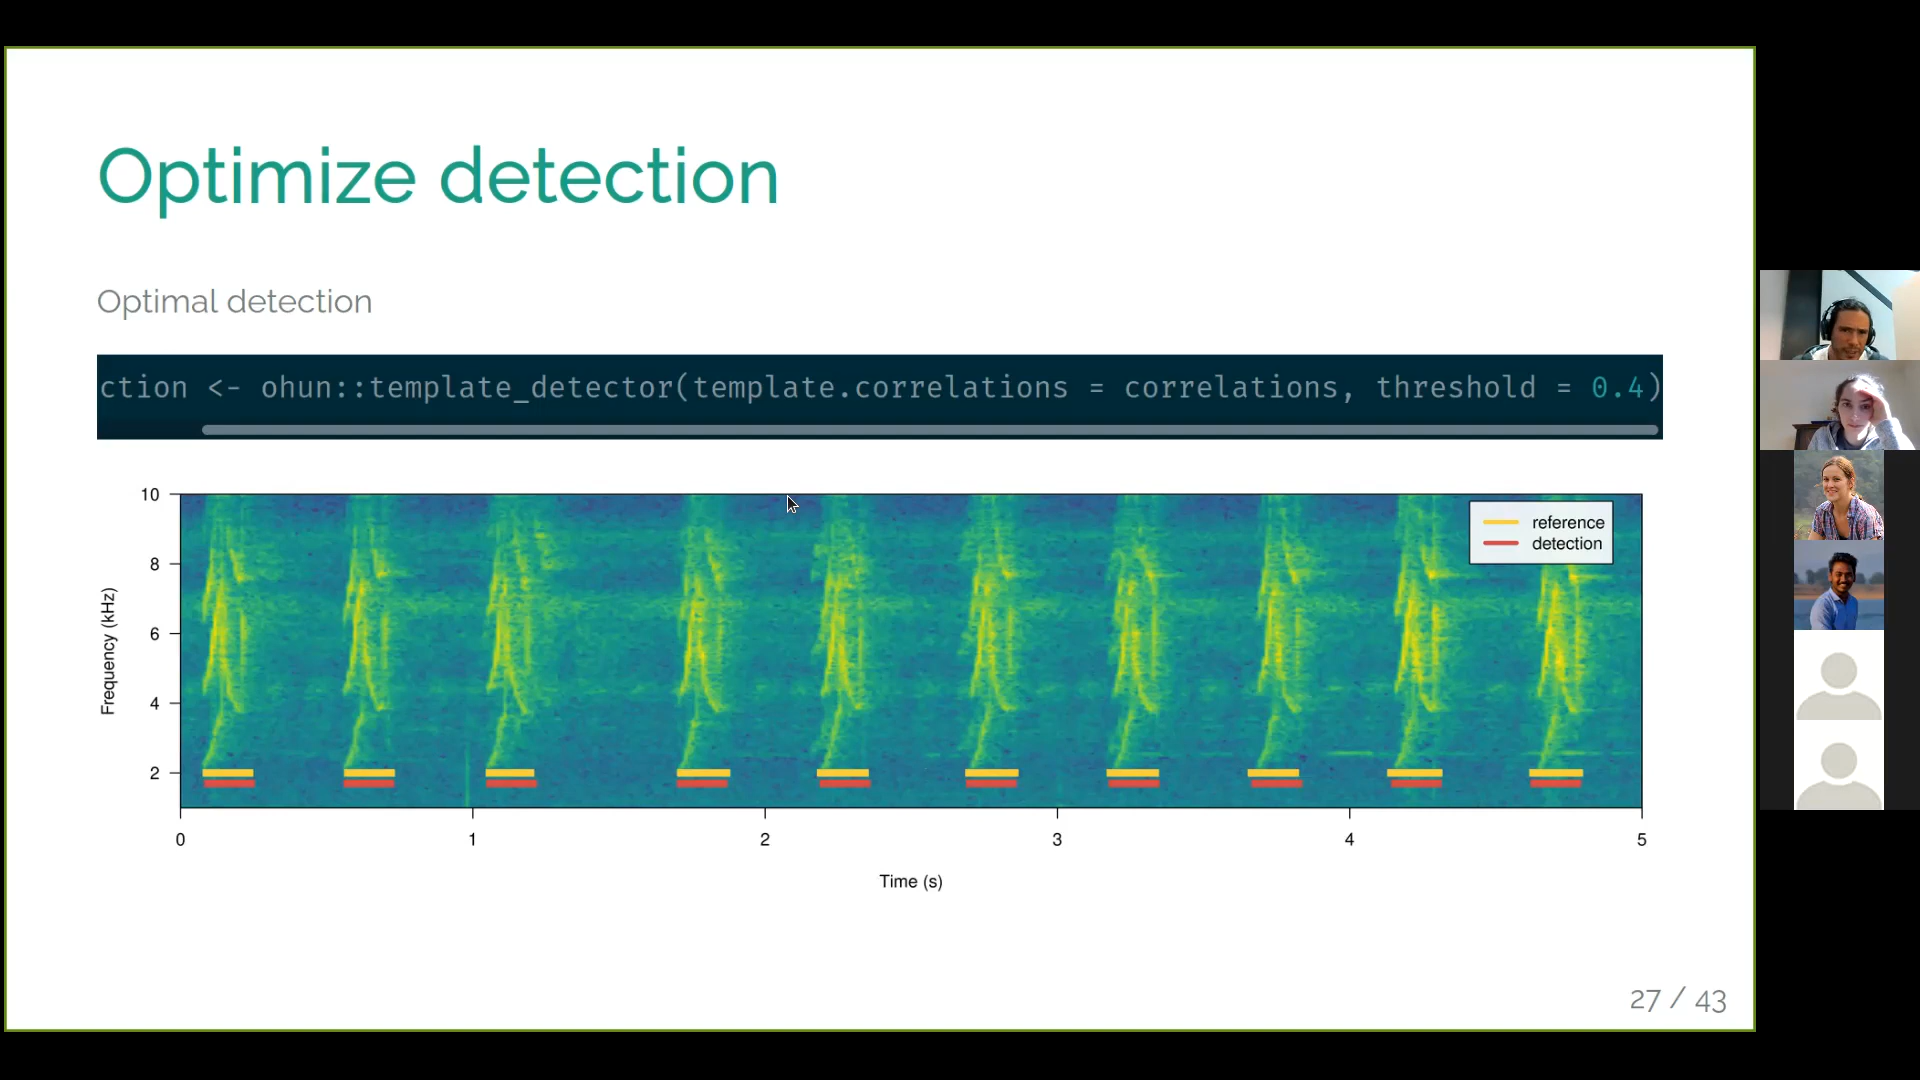 Optimize detection
Optimal detection
ction <- ohun::template_detector(template.correlations = correlations, threshold = 0.4)
reference
detection
Frequency (kHz)
10
8
6
4
2
0 1 2 3 4 5
Time (s)
27 / 43